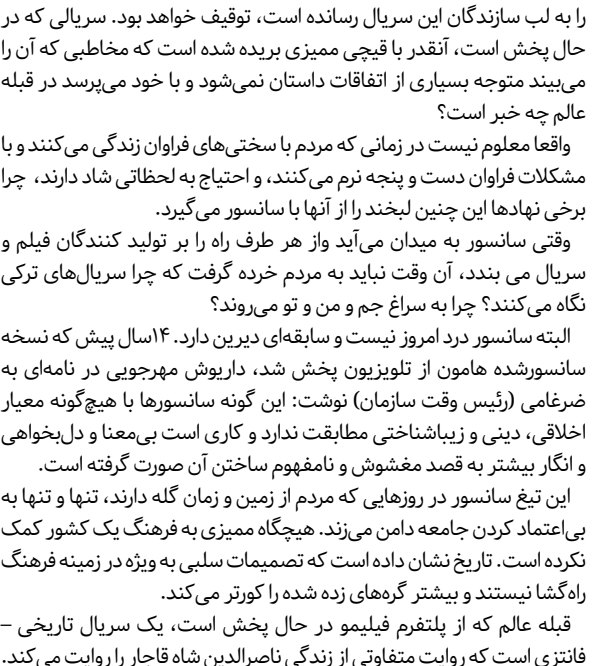 را به لب سازندگان این سریال رسانده است، توقیف خواهد بود. سریالی که در
حال پخش است، آنقدر با قیچی ممیزی بریده شده است که مخاطبی که آن را
می‌بیند متوجه بسیاری از اتفاقات داستان نمی‌شود و با خود می‌پرسد در قبله
عالم چه خبر است؟
واقعا معلوم نیست در زمانی که مردم با سختی‌های فراوان زندگی می‌کنند و با
مشکلات فراوان دست و پنجه نرم می‌کنند، و احتیاج به لحظاتی شاد دارند، چرا
برخی نهادها این چنین لبخند را از آنها با سانسور می‌گیرد.
وقتی سانسور به میدان می‌آید واز هر طرف راه را بر تولید کنندگان فیلم و
سریال می بندد، آن وقت نباید به مردم خرده گرفت که چرا سریال‌های ترکی
نگاه می‌کنند؟ چرا به سراغ جم و من و تو می‌روند؟
البته سانسور درد امروز نیست و سابقه‌ای دیرین دارد. ۱۴سال پیش که نسخه
سانسورشده هامون از تلویزیون پخش شد، داریوش مهرجویی در نامه‌ای به
ضرغامی (رئیس وقت سازمان) نوشت: این گونه سانسورها با هیچ‌گونه معیار
اخلاقی، دینی و زیباشناختی مطابقت ندارد و کاری است بی‌معنا و دل‌بخواهی
و انگار بیشتر به قصد مغشوش و نامفهوم ساختن آن صورت گرفته است.
این تیغ سانسور در روزهایی که مردم از زمین و زمان گله دارند، تنها و تنها به
بی‌اعتماد کردن جامعه دامن می‌زند. هیچگاه ممیزی به فرهنگ یک کشور کمک
نکرده است. تاریخ نشان داده است که تصمیمات سلبی به ویژه در زمینه فرهنگ
راه‌گشا نیستند و بیشتر گره‌های زده شده را کورتر می‌کند.
قبله عالم که از پلتفرم فیلیمو در حال پخش است، یک سریال تاریخی –
فانتزی است که روایت متفاوتی از زندگی ناصرالدین شاه قاجار را روایت می‌کند.